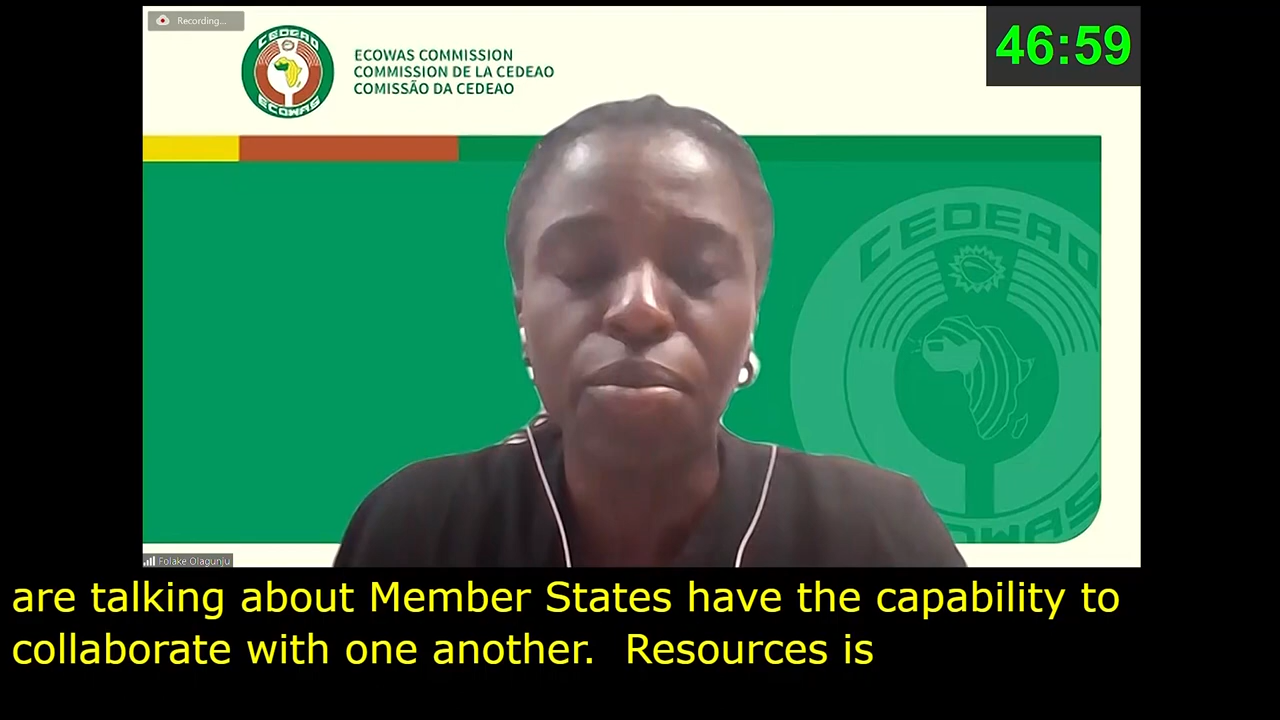 Recording...
CEDEAO
ECOWAS
ECOWAS COMMISSION
COMMISSION DE LA CEDEAO
COMISSÃO DA CEDEAO
46:59
CEDEAO
OWAS
Folake Olagunju
are talking about Member States have the capability to
collaborate with one another.  Resources is